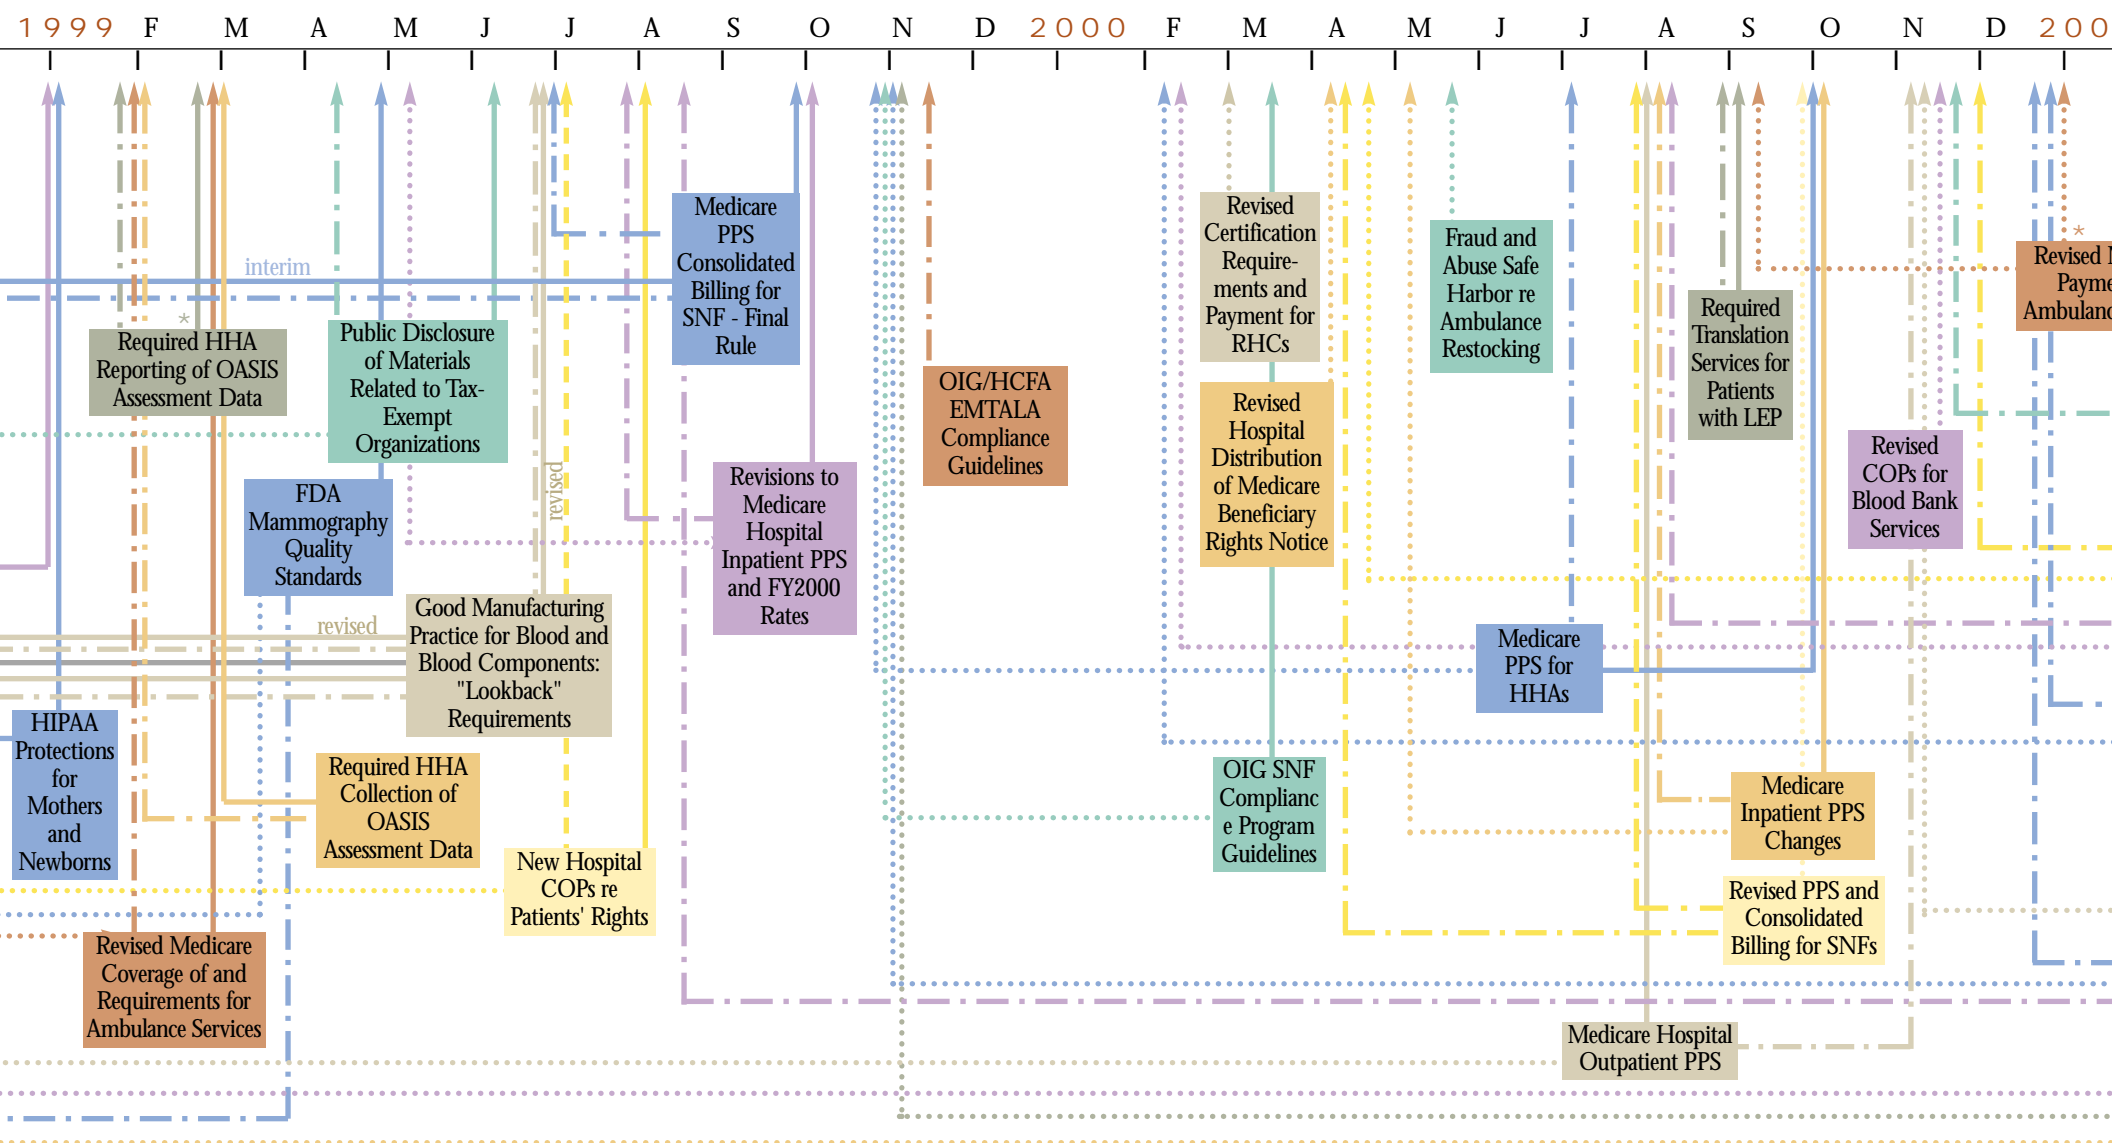 1999 F M A M J J A S O N D 2000 F M A M J J A S O N D 200
Medicare
PPS
Consolidated
Billing for
SNF - Final
Rule
Revised
Certification
Require-
ments and
Payment for
RHCs
Fraud and
Abuse Safe
Harbor re
Ambulance
Restocking
*
Revised
Payme
Ambulanc
interim
*
Required HHA
Reporting of OASIS
Assessment Data
Public Disclosure
of Materials
Related to Tax-
Exempt
Organizations
Required
Translation
Services for
Patients
with LEP
OIG/HCFA
EMTALA
Compliance
Guidelines
Revised
Hospital
Distribution
of Medicare
Beneficiary
Rights Notice
Revised
COPs for
Blood Bank
Services
revised
Revisions to
Medicare
Hospital
Inpatient PPS
and FY2000
Rates
FDA
Mammography
Quality
Standards
revised
Good Manufacturing
Practice for Blood and
Blood Components:
"Lookback"
Requirements
Medicare
PPS for
HHAs
HIPAA
Protections
for
Mothers
and
Newborns
Required HHA
Collection of
OASIS
Assessment Data
OIG SNF
Complianc
e Program
Guidelines
Medicare
Inpatient PPS
Changes
New Hospital
COPs re
Patients' Rights
Revised PPS and
Consolidated
Billing for SNFs
Revised Medicare
Coverage of and
Requirements for
Ambulance Services
Medicare Hospital
Outpatient PPS